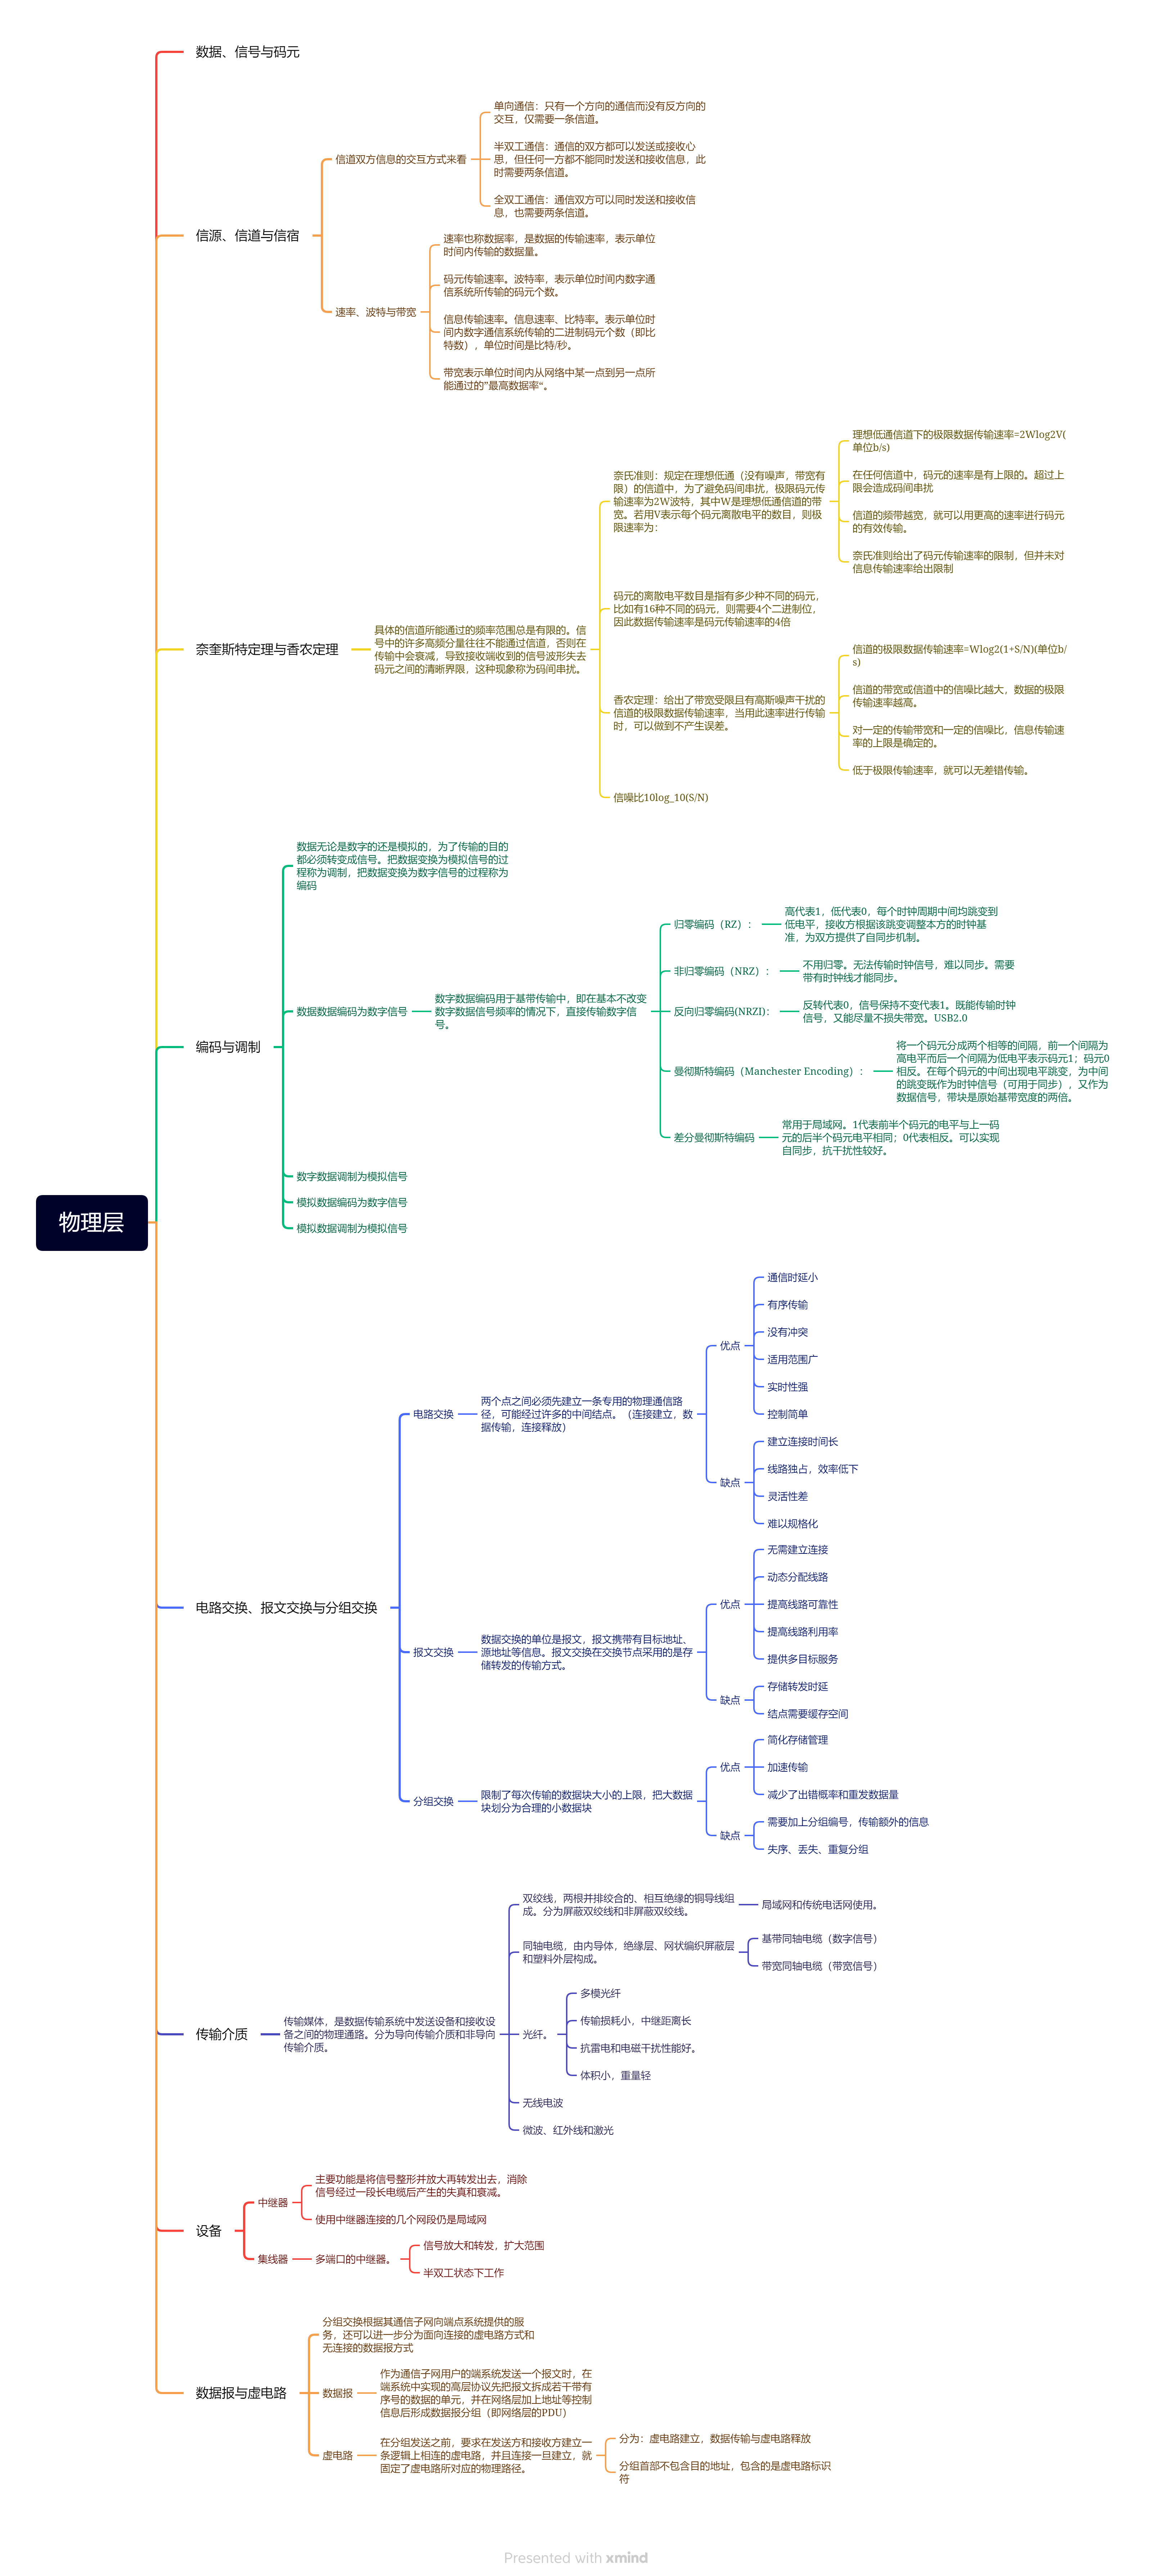 物理层
数据、信号与码元
信源、信道与信宿
信道双方信息的交互方式来看
单向通信：只有一个方向的通信而没有反方向的
交互，仅需要一条信道。
半双工通信：通信的双方都可以发送或接收心
思，但任何一方都不能同时发送和接收信息，此
时需要两条信道。
全双工通信：通信双方可以同时发送和接收信
息，也需要两条信道。
速率、波特与带宽
速率也称数据率，是数据的传输速率，表示单位
时间内传输的数据量。
码元传输速率。波特率，表示单位时间内数字通
信系统所传输的码元个数。
信息传输速率。信息速率、比特率。表示单位时
间内数字通信系统传输的二进制码元个数（即比
特数），单位时间是比特/秒。
带宽表示单位时间内从网络中某一点到另一点所
能通过的”最高数据率“。
奈奎斯特定理与香农定理
具体的信道所能通过的频率范围总是有限的。信
号中的许多高频分量往往不能通过信道，否则在
传输中会衰减，导致接收端收到的信号波形失去
码元之间的清晰界限，这种现象称为码间串扰。
奈氏准则：规定在理想低通（没有噪声，带宽有
限）的信道中，为了避免码间串扰，极限码元传
输速率为2W波特，其中W是理想低通信道的带
宽。若用V表示每个码元离散电平的数目，则极
限速率为：
理想低通信道下的极限数据传输速率=2Wlog2V(
单位b/s)
在任何信道中，码元的速率是有上限的。超过上
限会造成码间串扰
信道的频带越宽，就可以用更高的速率进行码元
的有效传输。
奈氏准则给出了码元传输速率的限制，但并未对
信息传输速率给出限制
码元的离散电平数目是指有多少种不同的码元，
比如有16种不同的码元，则需要4个二进制位，
因此数据传输速率是码元传输速率的4倍
香农定理：给出了带宽受限且有高斯噪声干扰的
信道的极限数据传输速率，当用此速率进行传输
时，可以做到不产生误差。
信道的极限数据传输速率=Wlog2(1+S/N)(单位b/
s)
信道的带宽或信道中的信噪比越大，数据的极限
传输速率越高。
对一定的传输带宽和一定的信噪比，信息传输速
率的上限是确定的。
低于极限传输速率，就可以无差错传输。
信噪比10log_10(S/N)
编码与调制
数据无论是数字的还是模拟的，为了传输的目的
都必须转变成信号。把数据变换为模拟信号的过
程称为调制，把数据变换为数字信号的过程称为
编码
数据数据编码为数字信号
数字数据编码用于基带传输中，即在基本不改变
数字数据信号频率的情况下，直接传输数字信
号。
归零编码（RZ）：
高代表1，低代表0，每个时钟周期中间均跳变到
低电平，接收方根据该跳变调整本方的时钟基
准，为双方提供了自同步机制。
非归零编码（NRZ）：
不用归零。无法传输时钟信号，难以同步。需要
带有时钟线才能同步。
反向归零编码(NRZI)：
反转代表0，信号保持不变代表1。既能传输时钟
信号，又能尽量不损失带宽。USB2.0
曼彻斯特编码（Manchester Encoding）：
将一个码元分成两个相等的间隔，前一个间隔为
高电平而后一个间隔为低电平表示码元1；码元0
相反。在每个码元的中间出现电平跳变，为中间
的跳变既作为时钟信号（可用于同步），又作为
数据信号，带块是原始基带宽度的两倍。
差分曼彻斯特编码
常用于局域网。1代表前半个码元的电平与上一码
元的后半个码元电平相同；0代表相反。可以实现
自同步，抗干扰性较好。
数字数据调制为模拟信号
模拟数据编码为数字信号
模拟数据调制为模拟信号
电路交换、报文交换与分组交换
电路交换
两个点之间必须先建立一条专用的物理通信路
径，可能经过许多的中间结点。（连接建立，数
据传输，连接释放）
优点
通信时延小
有序传输
没有冲突
适用范围广
实时性强
控制简单
缺点
建立连接时间长
线路独占，效率低下
灵活性差
难以规格化
报文交换
数据交换的单位是报文，报文携带有目标地址、
源地址等信息。报文交换在交换节点采用的是存
储转发的传输方式。
优点
无需建立连接
动态分配线路
提高线路可靠性
提高线路利用率
提供多目标服务
缺点
存储转发时延
结点需要缓存空间
分组交换
限制了每次传输的数据块大小的上限，把大数据
块划分为合理的小数据块
优点
简化存储管理
加速传输
减少了出错概率和重发数据量
缺点
需要加上分组编号，传输额外的信息
失序、丢失、重复分组
传输介质
传输媒体，是数据传输系统中发送设备和接收设
备之间的物理通路。分为导向传输介质和非导向
传输介质。
双绞线，两根并排绞合的、相互绝缘的铜导线组
成。分为屏蔽双绞线和非屏蔽双绞线。
局域网和传统电话网使用。
同轴电缆，由内导体，绝缘层、网状编织屏蔽层
和塑料外层构成。
基带同轴电缆（数字信号）
带宽同轴电缆（带宽信号）
光纤。
多模光纤
传输损耗小，中继距离长
抗雷电和电磁干扰性能好。
体积小，重量轻
无线电波
微波、红外线和激光
设备
中继器
主要功能是将信号整形并放大再转发出去，消除
信号经过一段长电缆后产生的失真和衰减。
使用中继器连接的几个网段仍是局域网
集线器
多端口的中继器。
信号放大和转发，扩大范围
半双工状态下工作
数据报与虚电路
分组交换根据其通信子网向端点系统提供的服
务，还可以进一步分为面向连接的虚电路方式和
无连接的数据报方式
数据报
作为通信子网用户的端系统发送一个报文时，在
端系统中实现的高层协议先把报文拆成若干带有
序号的数据的单元，并在网络层加上地址等控制
信息后形成数据报分组（即网络层的PDU）
虚电路
在分组发送之前，要求在发送方和接收方建立一
条逻辑上相连的虚电路，并且连接一旦建立，就
固定了虚电路所对应的物理路径。
分为：虚电路建立，数据传输与虚电路释放
分组首部不包含目的地址，包含的是虚电路标识
符
Presented with xmind